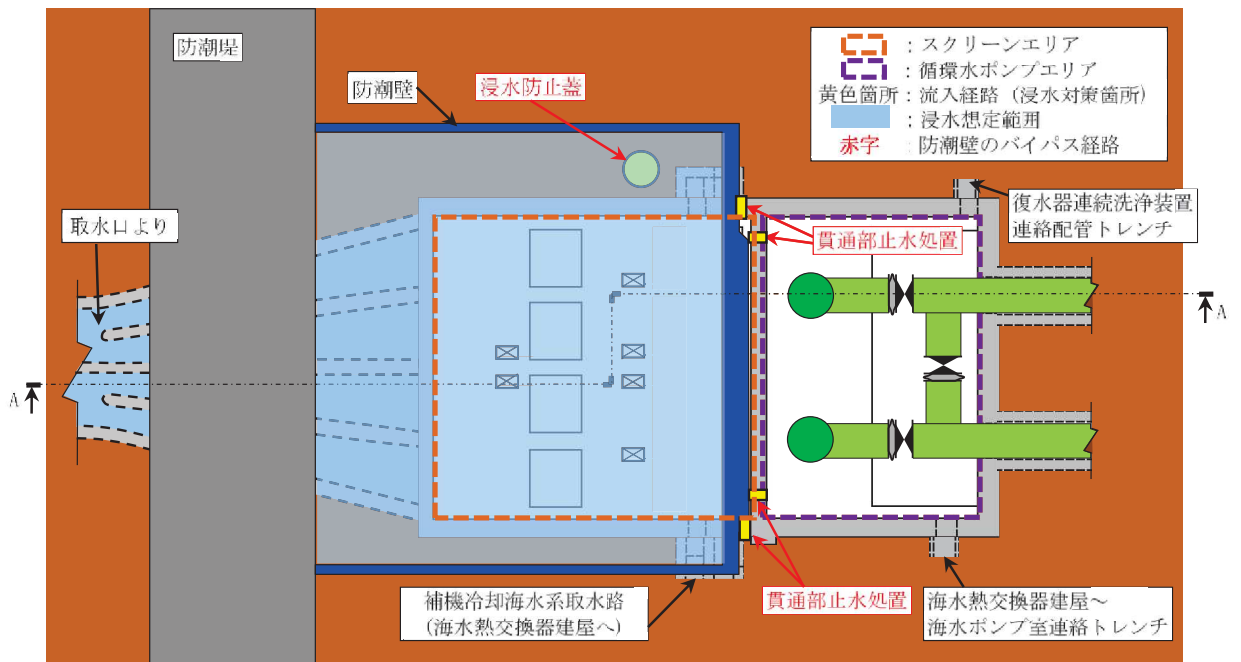 防潮堤
防潮壁
浸水防止蓋
：スクリーンエリア
：循環水ポンプエリア
黄色箇所：流入経路（浸水対策箇所）
：浸水想定範囲
赤字：防潮壁のバイパス経路
取水口より
復水器連続洗浄装置
連絡配管トレンチ
貫通部止水処置
A
A
補機冷却海水系取水路
(海水熱交換器建屋へ)
貫通部止水処置
海水熱交換器建屋～
海水ポンプ室連絡トレンチ